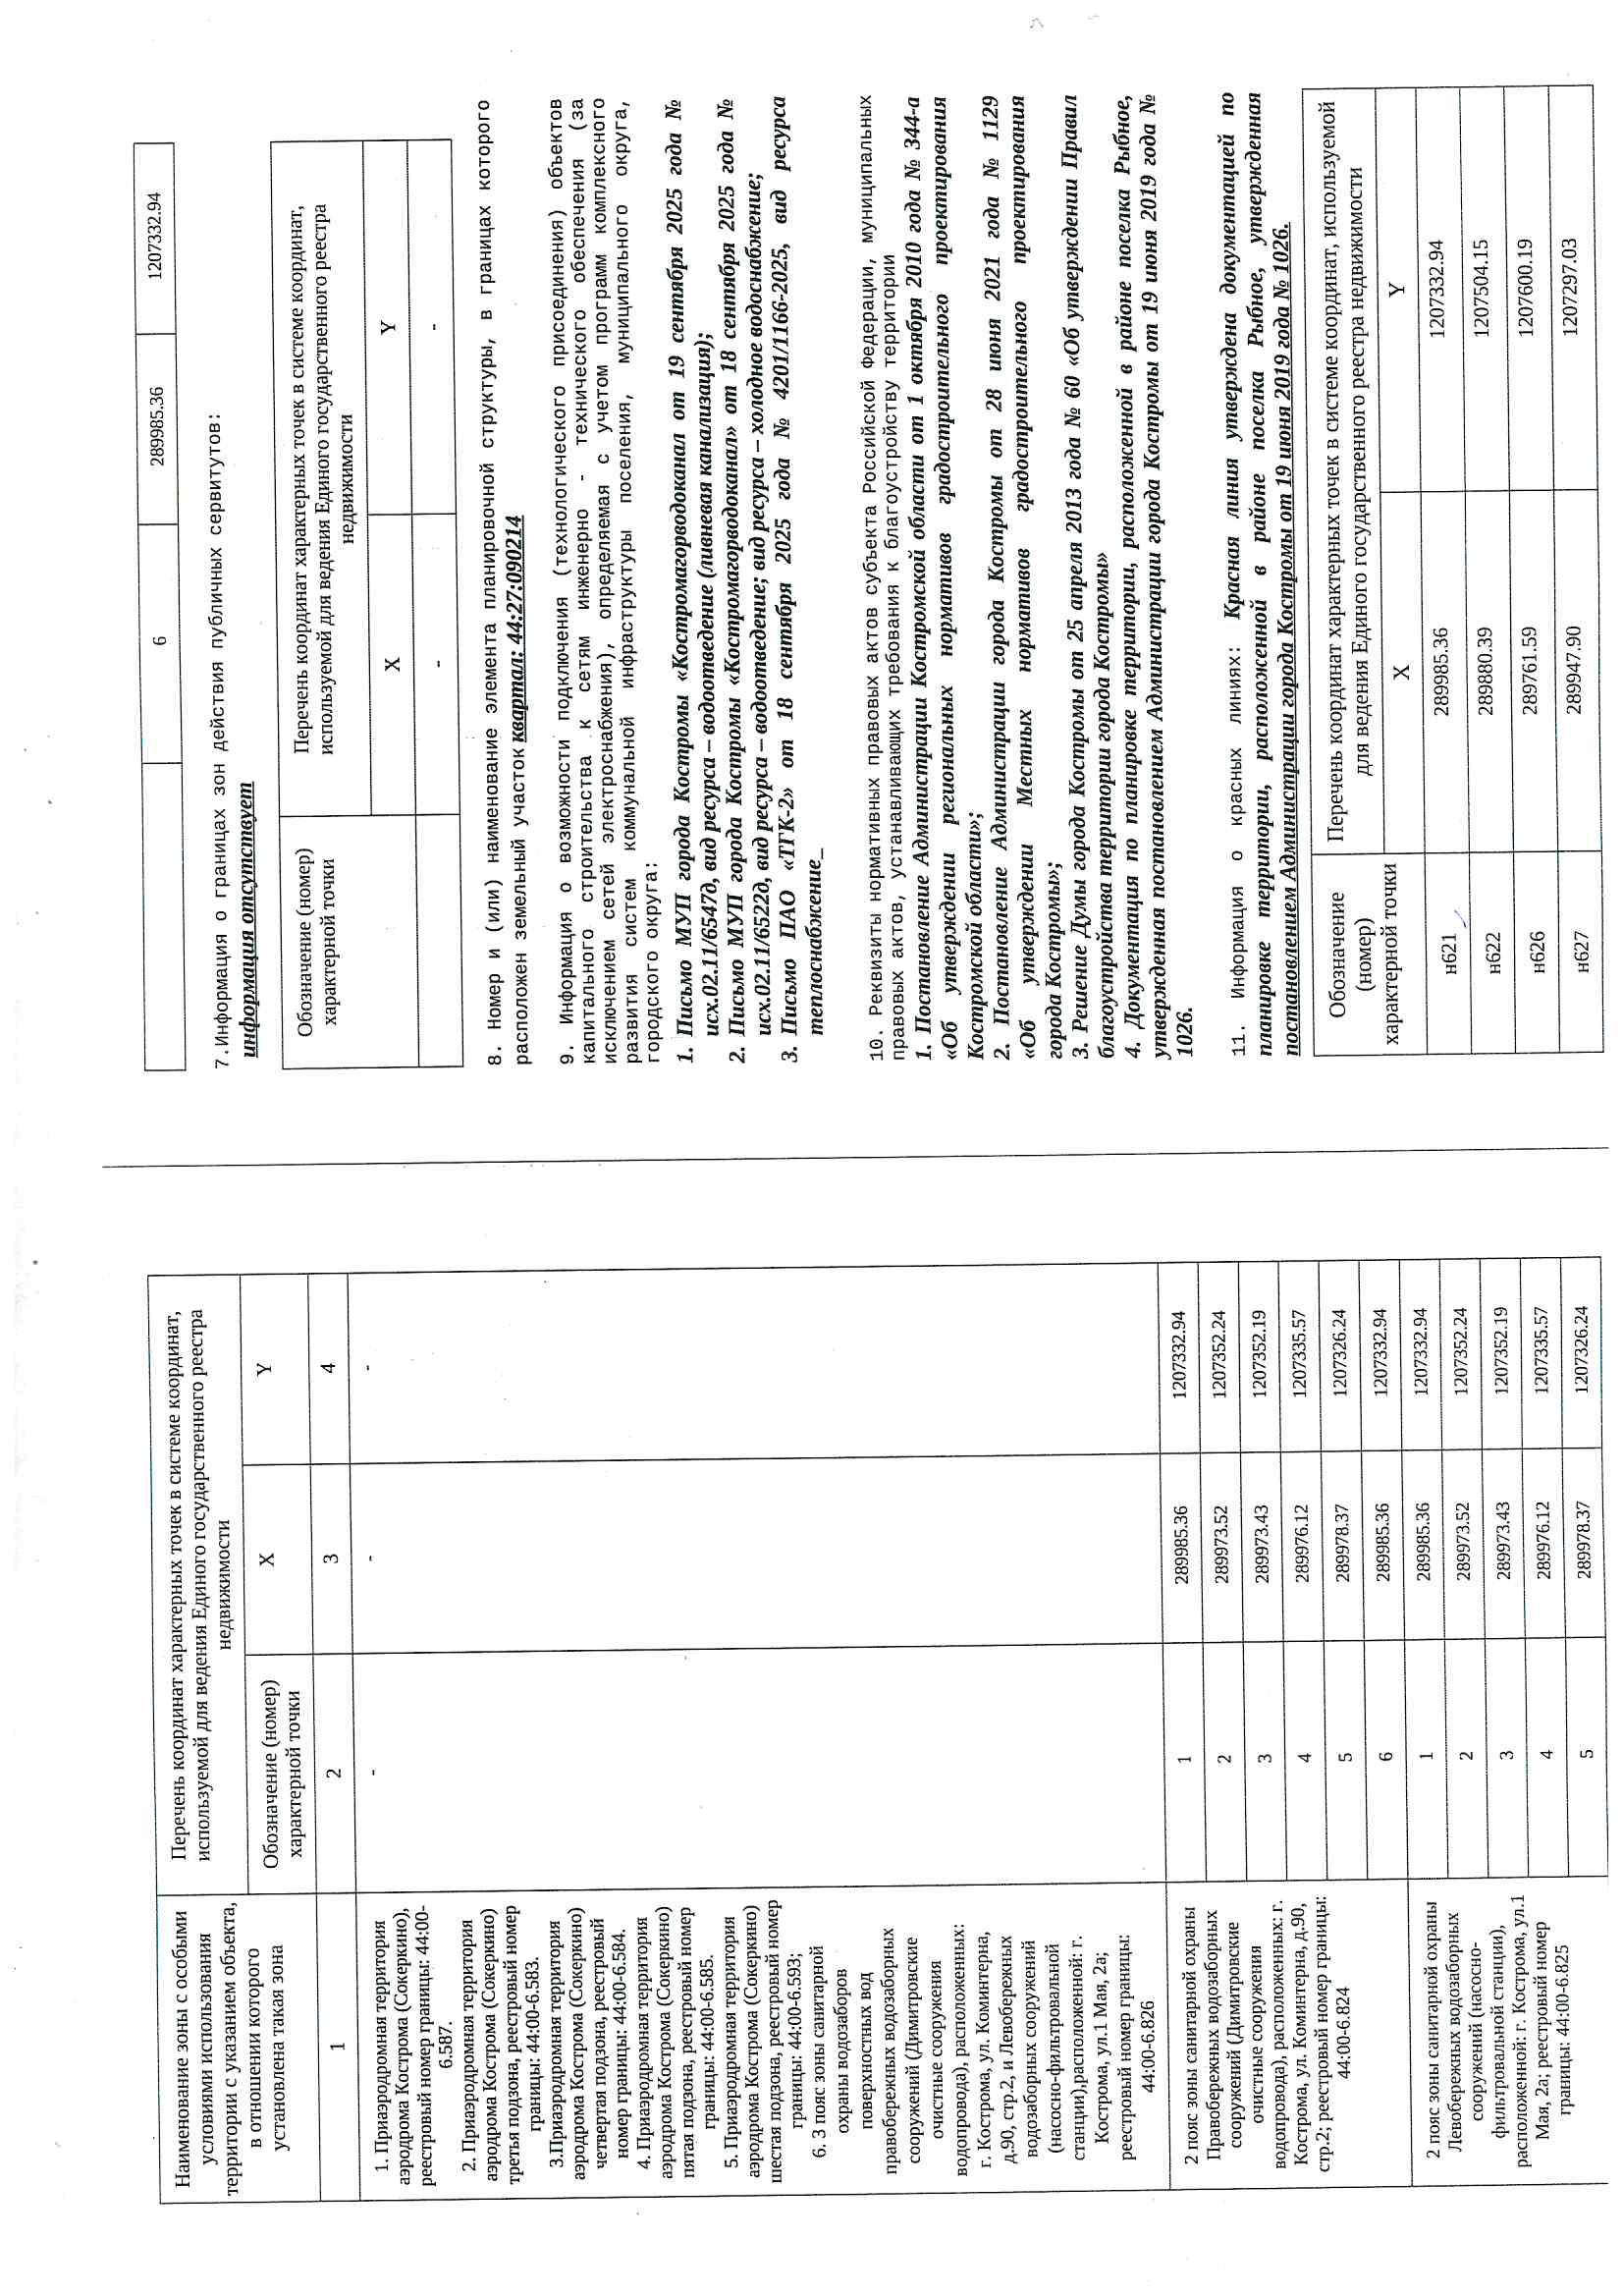 Наименование зоны с особыми
условиями использования
территории с указанием объекта,
в отношении которого
установлена такая зона
Перечень координат характерных точек в системе координат,
используемой для ведения Единого государственного реестра
недвижимости
Обозначение (номер)
характерной точки
X
Y
1
2
3
4
1. Приаэродромная территория
аэродрома Кострома (Сокеркино),
реестровый номер границы: 44:00-
6.587.
2. Приаэродромная территория
аэродрома Кострома (Сокеркино)
третья подзона, реестровый номер
границы: 44:00-6.583.
3.Приаэродромная территория
аэродрома Кострома (Сокеркино)
четвертая подзона, реестровый
номер границы: 44:00-6.584.
4. Приаэродромная территория
аэродрома Кострома (Сокеркино)
пятая подзона, реестровый номер
границы: 44:00-6.585.
5. Приаэродромная территория
аэродрома Кострома (Сокеркино)
шестая подзона, реестровый номер
границы: 44:00-6.593;
6. 3 пояс зоны санитарной
охраны водозаборов
поверхностных вод
правобережных водозаборных
сооружений (Димитровские
очистные сооружения
водопровода), расположенных:
г. Кострома, ул. Коминтерна,
д.90, стр.2, и Левобережных
водозаборных сооружений
(насосно-фильтровальной
станции),расположенной: г.
Кострома, ул.1 Мая, 2а;
реестровый номер границы:
44:00-6.826
-
-
-
2 пояс зоны санитарной охраны
Правобережных водозаборных
сооружений (Димитровские
очистные сооружения
водопровода), расположенных: г.
Кострома, ул. Коминтерна, д.90,
стр.2; реестровый номер границы:
44:00-6.824
1 289985.36 1207332.94
2 289973.52 1207352.24
3 289973.43 1207352.19
4 289976.12 1207335.57
5 289978.37 1207326.24
6 289985.36 1207332.94
2 пояс зоны санитарной охраны
Левобережных водозаборных
сооружений (насосно-
фильтровальной станции),
расположенной: г. Кострома, ул.1
Мая, 2а; реестровый номер
границы: 44:00-6.825
1 289985.36 1207332.94
2 289973.52 1207352.24
3 289973.43 1207352.19
4 289976.12 1207335.57
5 289978.37 1207326.24
6 289985.36 1207332.94
7.Информация о границах зон действия публичных сервитутов:
информация отсутствует
Обозначение (номер)
характерной точки
Перечень координат характерных точек в системе координат,
используемой для ведения Единого государственного реестра
недвижимости
X
Y
-
-
8. Номер и (или) наименование элемента планировочной структуры, в границах которого
расположен земельный участок квартал: 44:27:090214
9. Информация о возможности подключения (технологического присоединения) объектов
капитального строительства к сетям инженерно - технического обеспечения (за
исключением сетей электроснабжения), определяемая с учетом программ комплексного
развития систем коммунальной инфраструктуры поселения, муниципального округа,
городского округа:
1. Письмо МУП города Костромы «Костромагорводоканал от 19 сентября 2025 года №
исх.02.11/6547д, вид ресурса – водоотведение (ливневая канализация);
2. Письмо МУП города Костромы «Костромагорводоканал» от 18 сентября 2025 года №
исх.02.11/6522д, вид ресурса – водоотведение; вид ресурса – холодное водоснабжение;
3. Письмо ПАО «ТГК-2» от 18 сентября 2025 года № 4201/1166-2025, вид ресурса
теплоснабжение_
10. Реквизиты нормативных правовых актов субъекта Российской Федерации, муниципальных
правовых актов, устанавливающих требования к благоустройству территории
1. Постановление Администрации Костромской области от 1 октября 2010 года № 344-а
«Об утверждении региональных нормативов градостроительного проектирования
Костромской области»;
2. Постановление Администрации города Костромы от 28 июня 2021 года № 1129
«Об утверждении Местных нормативов градостроительного проектирования
города Костромы»;
3. Решение Думы города Костромы от 25 апреля 2013 года № 60 «Об утверждении Правил
благоустройства территории города Костромы»
4. Документация по планировке территории, расположенной в районе поселка Рыбное,
утвержденная постановлением Администрации города Костромы от 19 июня 2019 года №
1026.
11. Информация о красных линиях: Красная линия утверждена документацией по
планировке территории, расположенной в районе поселка Рыбное, утвержденная
постановлением Администрации города Костромы от 19 июня 2019 года № 1026.
Обозначение
(номер)
характерной точки
Перечень координат характерных точек в системе координат, используемой
для ведения Единого государственного реестра недвижимости
X
Y
н621 289985.36 1207332.94
н622 289880.39 1207504.15
н626 289761.59 1207600.19
н627 289947.90 1207297.03